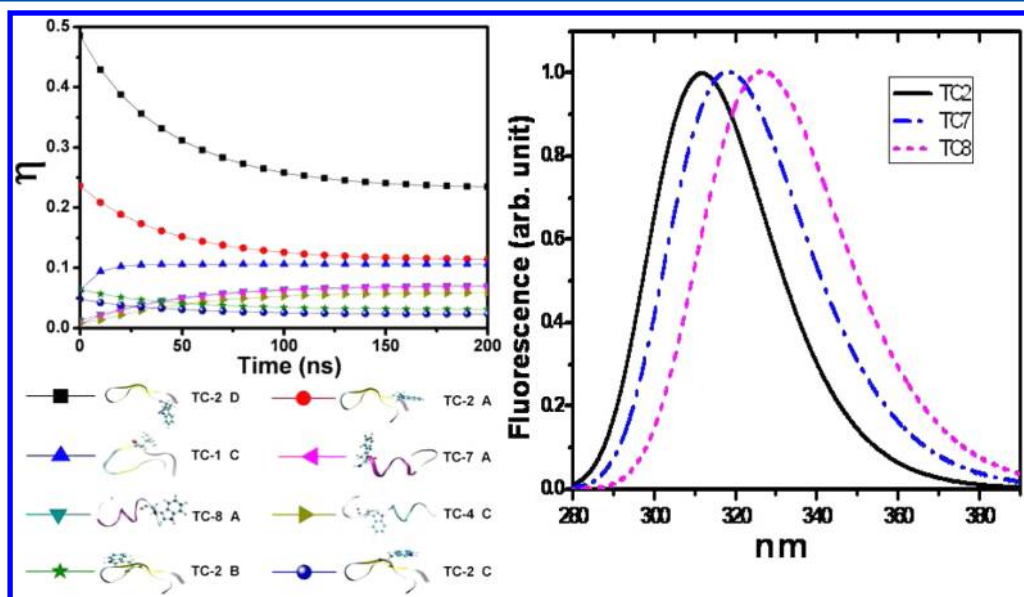 0.5
0.4
0.3
0.2
0.1
0.0
η
0 50 100 150 200
Time (ns)
TC-2 D
TC-2 A
TC-1 C
TC-7 A
TC-8 A
TC-4 C
TC-2 B
TC-2 C
1.0
0.8
0.6
0.4
0.2
0.0
Fluorescence (arb. unit)
TC2
TC7
TC8
280 300 320 340 360 380
nm